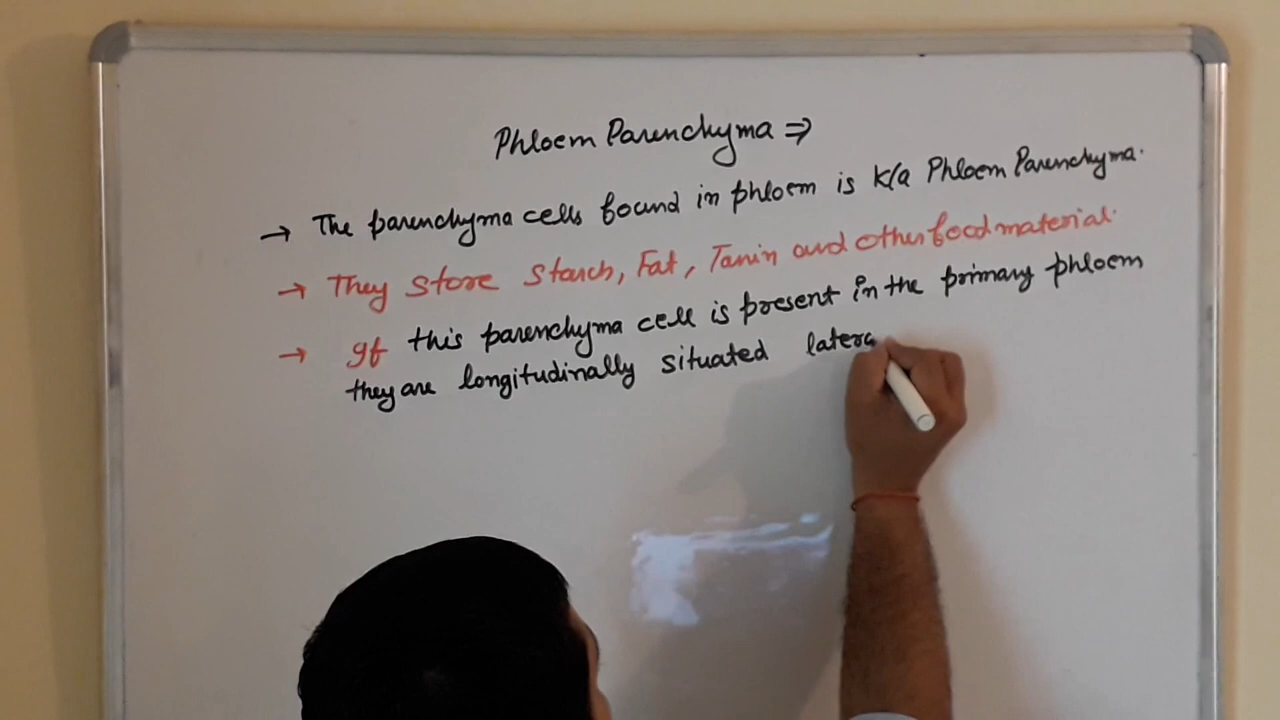 Phloem Parenchyma ⇒
→ The parenchyma cells found in phloem is k/a Phloem Parenchyma.
→ They store starch, Fat, Tanin and other food material.
→ If this parenchyma cell is present in the primary phloem
they are longitudinally situated latera